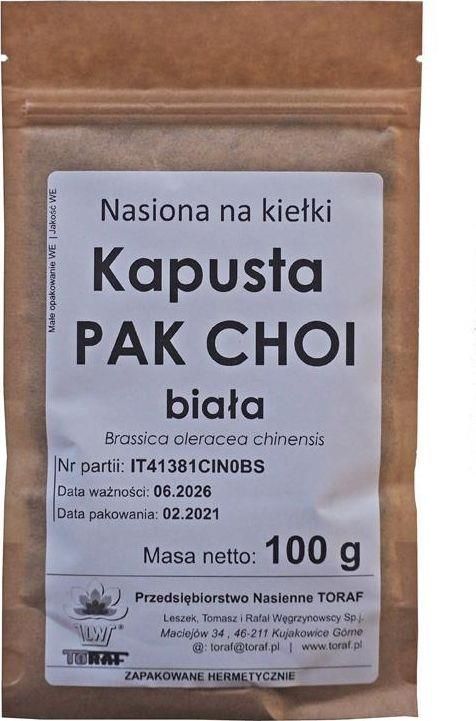 Małe opakowanie WE | Jakość WE
Nasiona na kiełki
Kapusta
PAK CHOI
biała
Brassica oleracea chinensis
Nr partii: IT41381CIN0BS
Data ważności: 06.2026
Data pakowania: 02.2021
Masa netto: 100 g
Przedsiębiorstwo Nasienne TORAF
Leszek, Tomasz i Rafał Węgrzynowscy Sp.j.
Maciejów 34 , 46-211 Kujakowice Górne
@: toraf@toraf.pl | www.toraf.pl
TORAF
ZAPAKOWANE HERMETYCZNIE